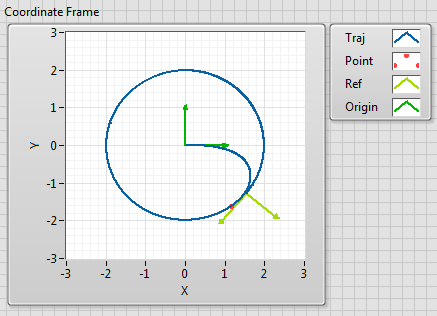 Coordinate Frame
3
2
1
0
-1
-2
-3
Y
-3 -2 -1 0 1 2 3
X
Traj
Point
Ref
Origin